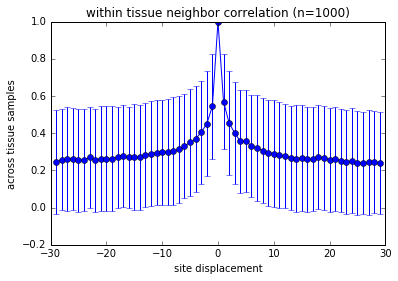 within tissue neighbor correlation (n=1000)
across tissue samples
1.0
0.8
0.6
0.4
0.2
0.0
−0.2
−30 −20 −10 0 10 20 30
site displacement